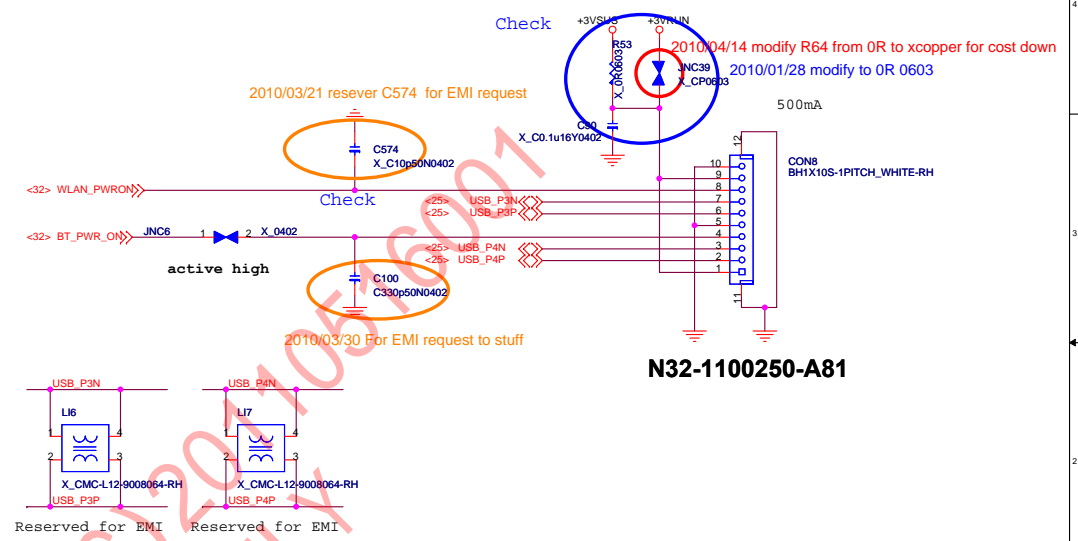 Check
+3VSUS
+3VRUN
R53
X_0R0603
2010/04/14 modify R64 from 0R to xcopper for cost down
JNC39
X_CP0603
2010/01/28 modify to 0R 0603
500mA
2010/03/21 resever C574 for EMI request
C90
X_C0.1u16Y0402
C574
X_C10p50N0402
12
CON8
BH1X10S-1PITCH_WHITE-RH
10
9
8
7
6
5
4
3
2
1
11
<32> WLAN_PWRON
Check
<25> USB_P3N
<25> USB_P3P
<32> BT_PWR_ON
JNC6
1
2
X_0402
<25> USB_P4N
<25> USB_P4P
active high
C100
C330p50N0402
2010/03/30 For EMI request to stuff
N32-1100250-A81
USB_P3N
LI6
1
4
2
3
X_CMC-L12-9008064-RH
USB_P3P
Reserved for EMI
USB_P4N
LI7
1
4
2
3
X_CMC-L12-9008064-RH
USB_P4P
Reserved for EMI
4
3
2